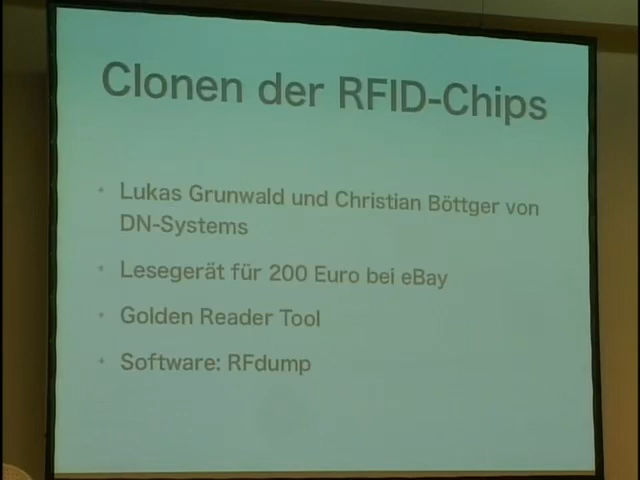 Clonen der RFID-Chips
Lukas Grunwald und Christian Böttger von
DN-Systems
Lesegerät für 200 Euro bei eBay
Golden Reader Tool
Software: RFdump